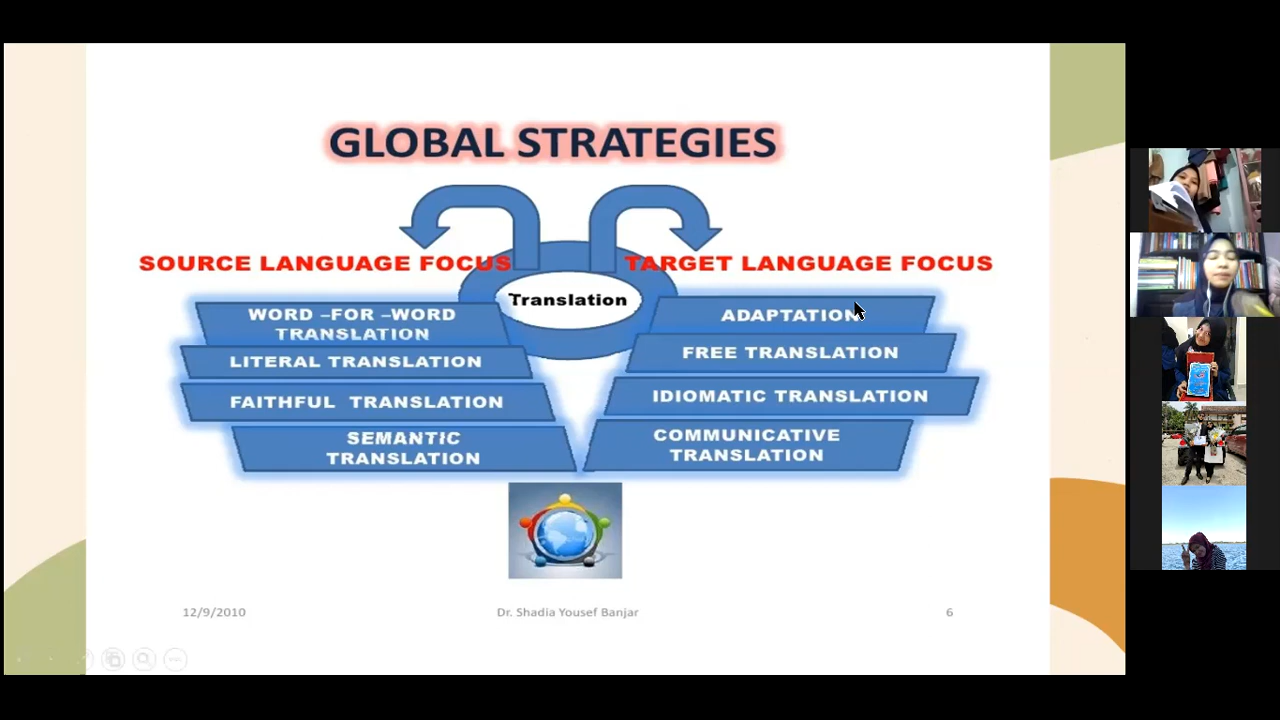 GLOBAL STRATEGIES
SOURCE LANGUAGE FOCUS
TARGET LANGUAGE FOCUS
Translation
WORD –FOR –WORD
TRANSLATION
LITERAL TRANSLATION
FAITHFUL TRANSLATION
SEMANTIC
TRANSLATION
ADAPTATION
FREE TRANSLATION
IDIOMATIC TRANSLATION
COMMUNICATIVE
TRANSLATION
12/9/2010
Dr. Shadia Yousef Banjar
6